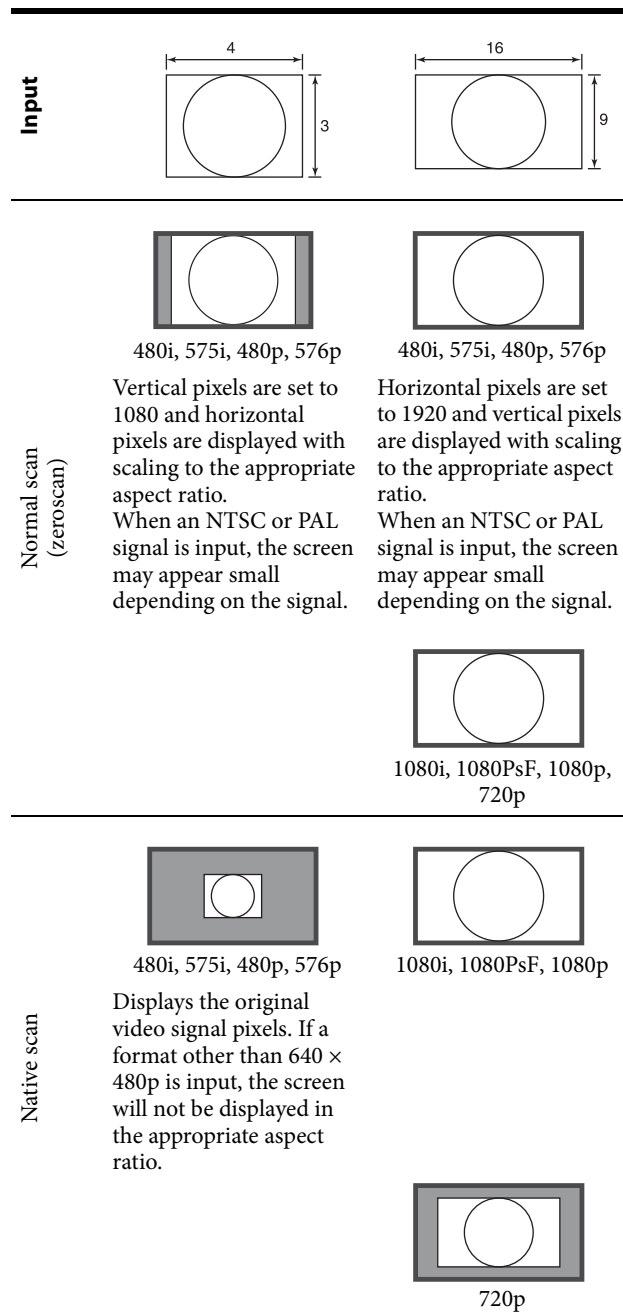 Input
4
3
16
9
Normal scan
(zeroscan)
480i, 575i, 480p, 576p
Vertical pixels are set to
1080 and horizontal
pixels are displayed with
scaling to the appropriate
aspect ratio.
When an NTSC or PAL
signal is input, the screen
may appear small
depending on the signal.
480i, 575i, 480p, 576p
Horizontal pixels are set
to 1920 and vertical pixels
are displayed with scaling
to the appropriate aspect
ratio.
When an NTSC or PAL
signal is input, the screen
may appear small
depending on the signal.
1080i, 1080PsF, 1080p,
720p
Native scan
480i, 575i, 480p, 576p
Displays the original
video signal pixels. If a
format other than 640 ×
480p is input, the screen
will not be displayed in
the appropriate aspect
ratio.
1080i, 1080PsF, 1080p
720p